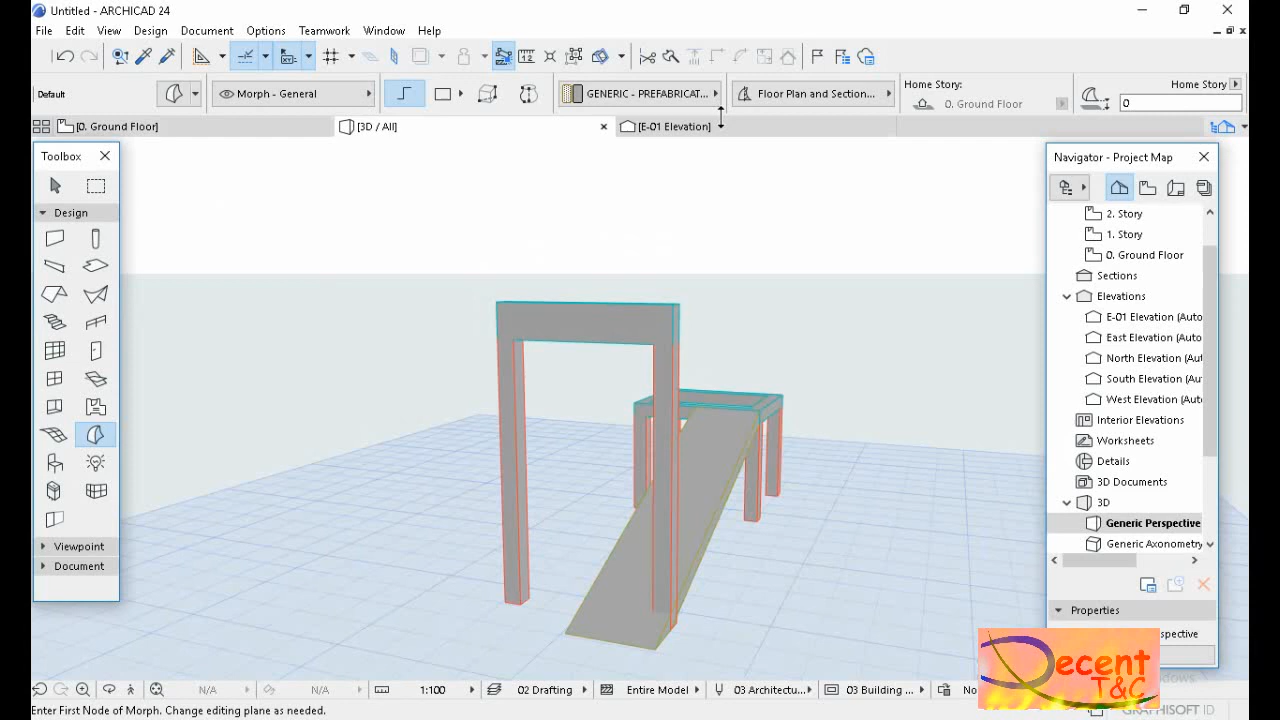 Untitled - ARCHICAD 24
File Edit View Design Document Options Teamwork Window Help
Default
Morph - General
GENERIC - PREFABRICAT...
Floor Plan and Section...
Home Story:
0. Ground Floor
Home Story
0
[0. Ground Floor]
[3D / All]
[E-01 Elevation]
Toolbox
Design
Viewpoint
Document
Navigator - Project Map
2. Story
1. Story
0. Ground Floor
Sections
Elevations
E-01 Elevation (Auto
East Elevation (Aut
North Elevation (Au
South Elevation (Au
West Elevation (Aut
Interior Elevations
Worksheets
Details
3D Documents
3D
Generic Perspective
Generic Axonometry
Properties
spective
Decent
T&C
N/A
N/A
1:100
02 Drafting
Entire Model
03 Architectu...
03 Building ...
No
Enter First Node of Morph. Change editing plane as needed.
GRAPHISOFT ID